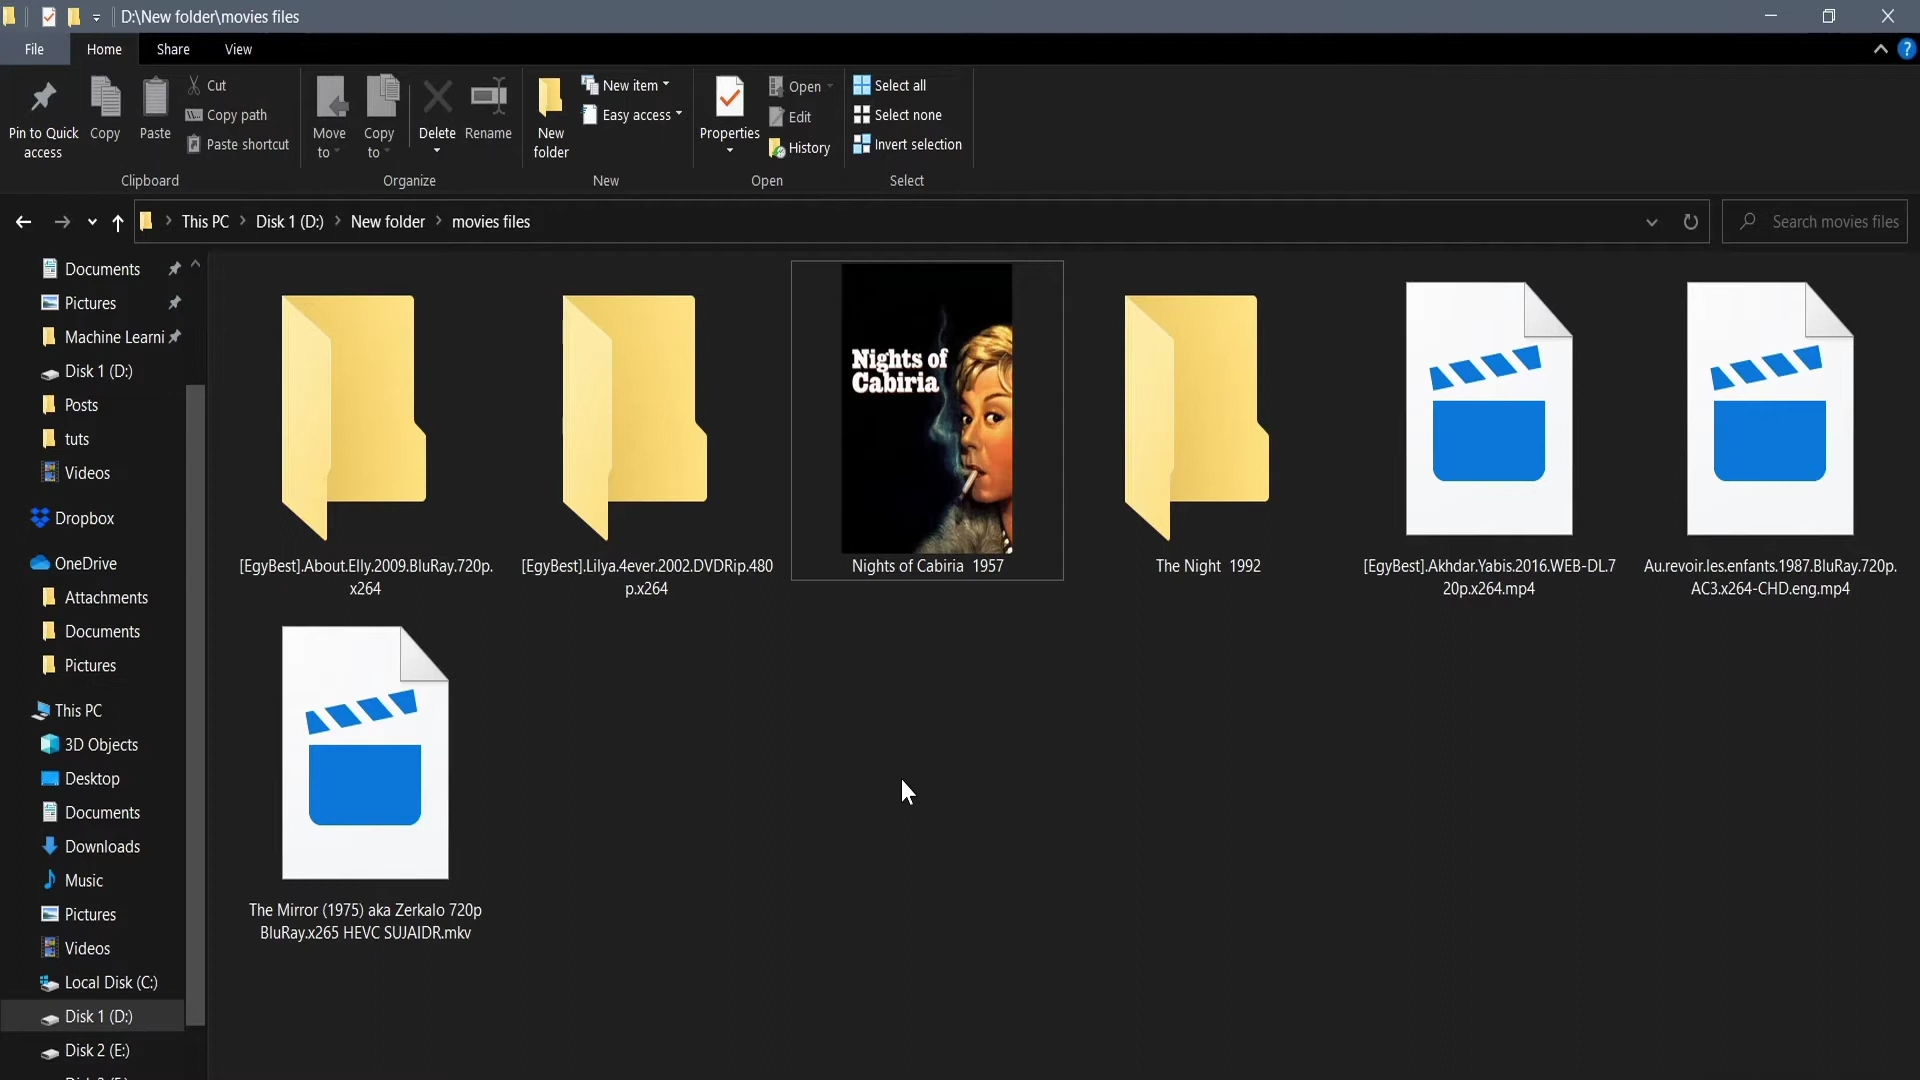 D:\New folder\movies files
File
Home
Share
View
Pin to Quick
access
Copy
Paste
Cut
Copy path
Paste shortcut
Clipboard
Move
to
Copy
to
Delete
Rename
Organize
New
folder
New item
Easy access
New
Properties
Open
Edit
History
Open
Select all
Select none
Invert selection
Select
This PC
Disk 1 (D:)
New folder
movies files
Search movies files
Documents
Pictures
Machine Learni
Disk 1 (D:)
Posts
tuts
Videos
Dropbox
OneDrive
Attachments
Documents
Pictures
This PC
3D Objects
Desktop
Documents
Downloads
Music
Pictures
Videos
Local Disk (C:)
Disk 1 (D:)
Disk 2 (E:)
[EgyBest].About.Elly.2009.BluRay.720p.
x264
[EgyBest].Lilya.4ever.2002.DVDRip.480
p.x264
Nights of
Cabiria
Nights of Cabiria  1957
The Night  1992
[EgyBest].Akhdar.Yabis.2016.WEB-DL.7
20p.x264.mp4
Au.revoir.les.enfants.1987.BluRay.720p.
AC3.x264-CHD.eng.mp4
The Mirror (1975) aka Zerkalo 720p
BluRay.x265 HEVC SUJAIDR.mkv